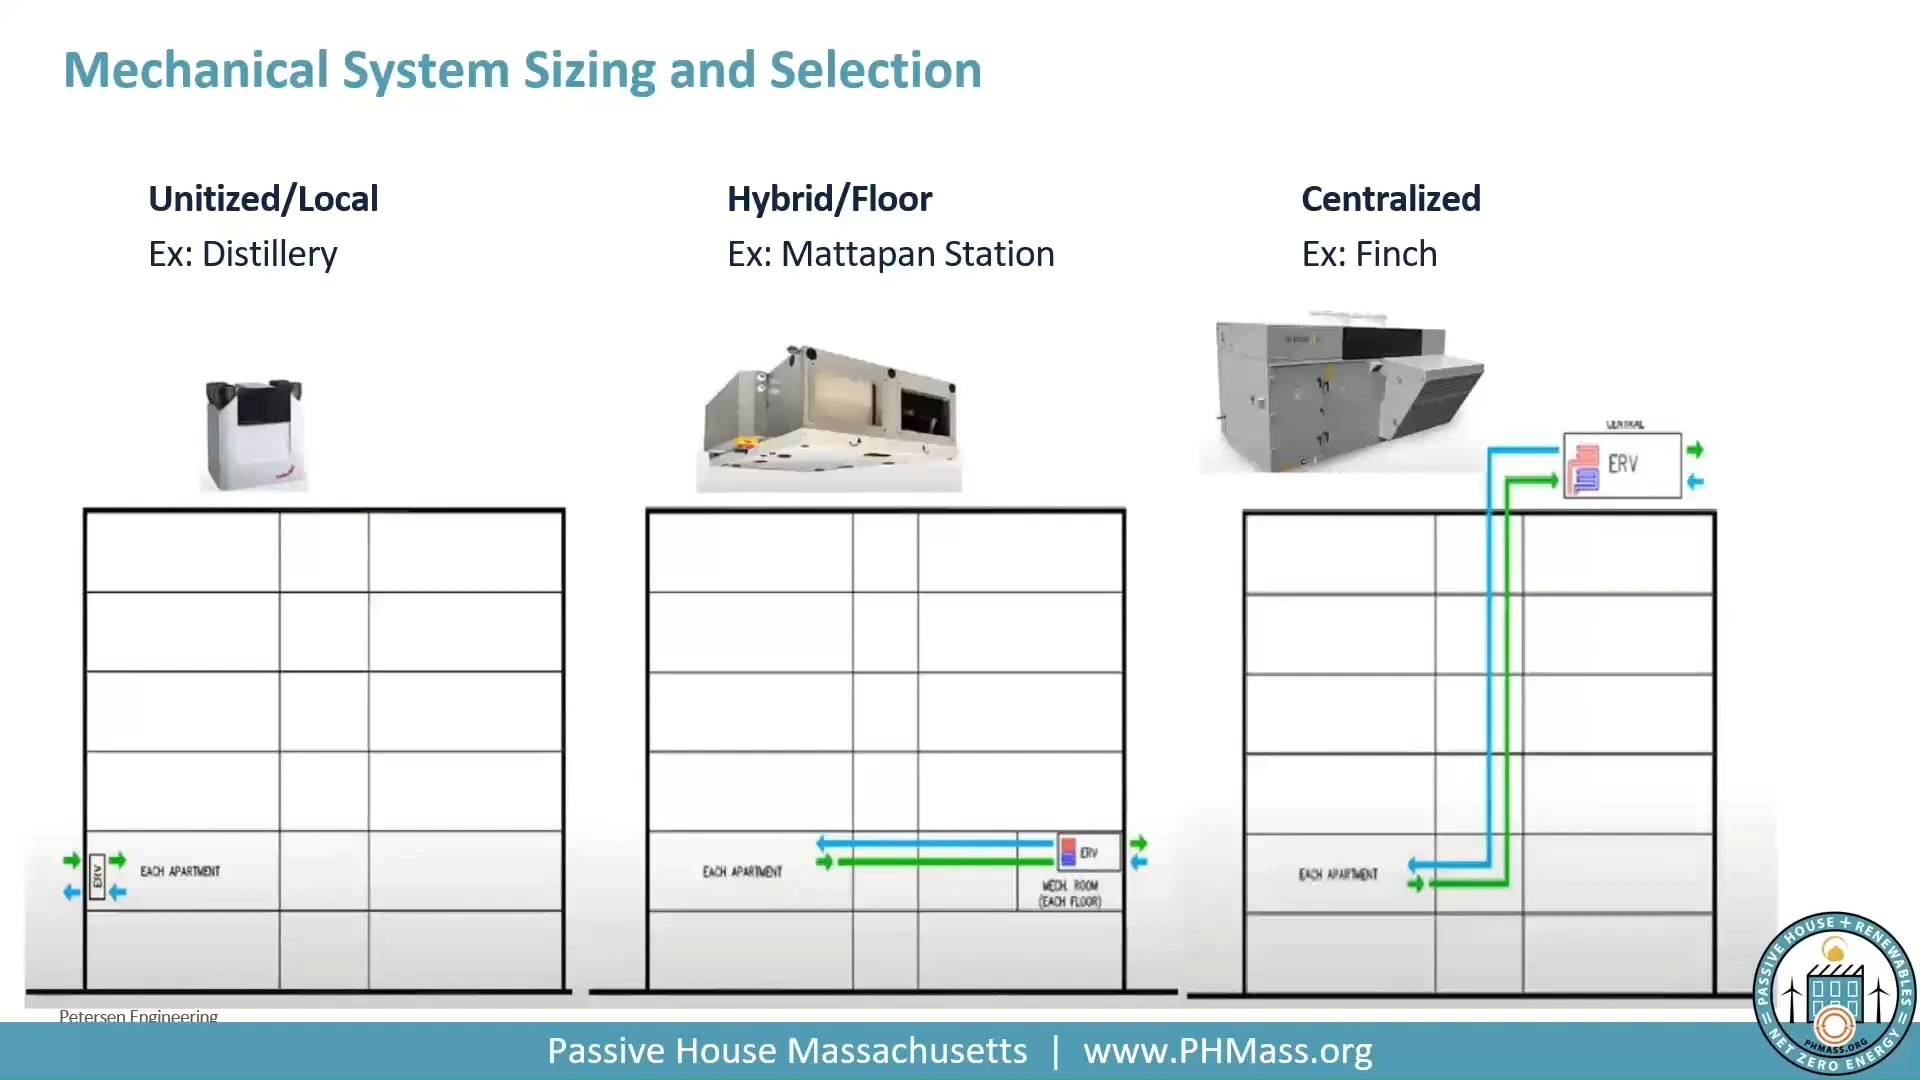 Mechanical System Sizing and Selection
Unitized/Local
Ex: Distillery
Hybrid/Floor
Ex: Mattapan Station
Centralized
Ex: Finch
CENTRAL
ERV
ERV
EACH APARTMENT
EACH APARTMENT
ERV
MECH. ROOM
(EACH FLOOR)
EACH APARTMENT
Petersen Engineering
Passive House Massachusetts | www.PHMass.org
PASSIVE HOUSE + RENEWABLES
= NET ZERO ENERGY =
PHMASS.ORG